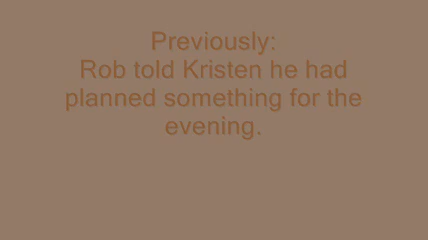 Previously:
Rob told Kristen he had
planned something for the
evening.